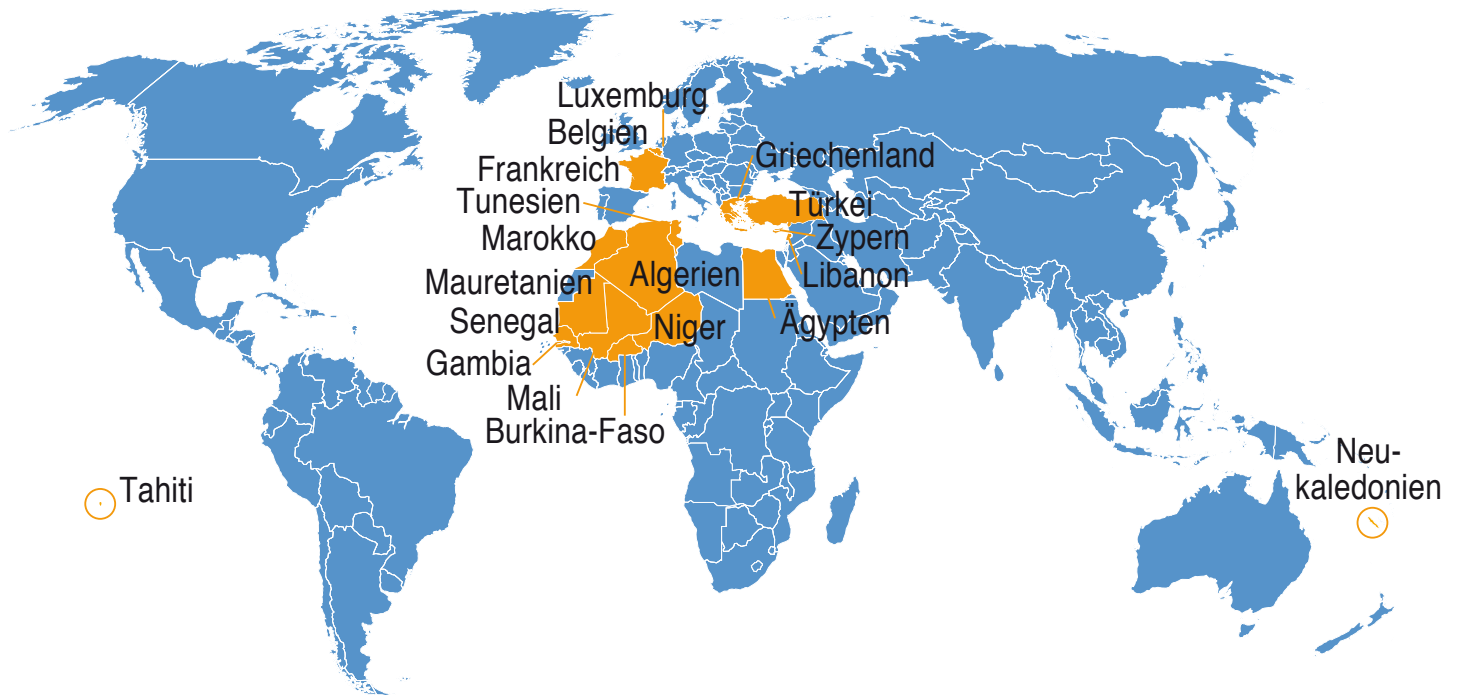 Luxemburg
Belgien
Frankreich
Griechenland
Tunesien
Türkei
Marokko
Zypern
Mauretanien
Algerien
Libanon
Senegal
Niger
Ägypten
Gambia
Mali
Burkina-Faso
Tahiti
Neu-
kaledonien